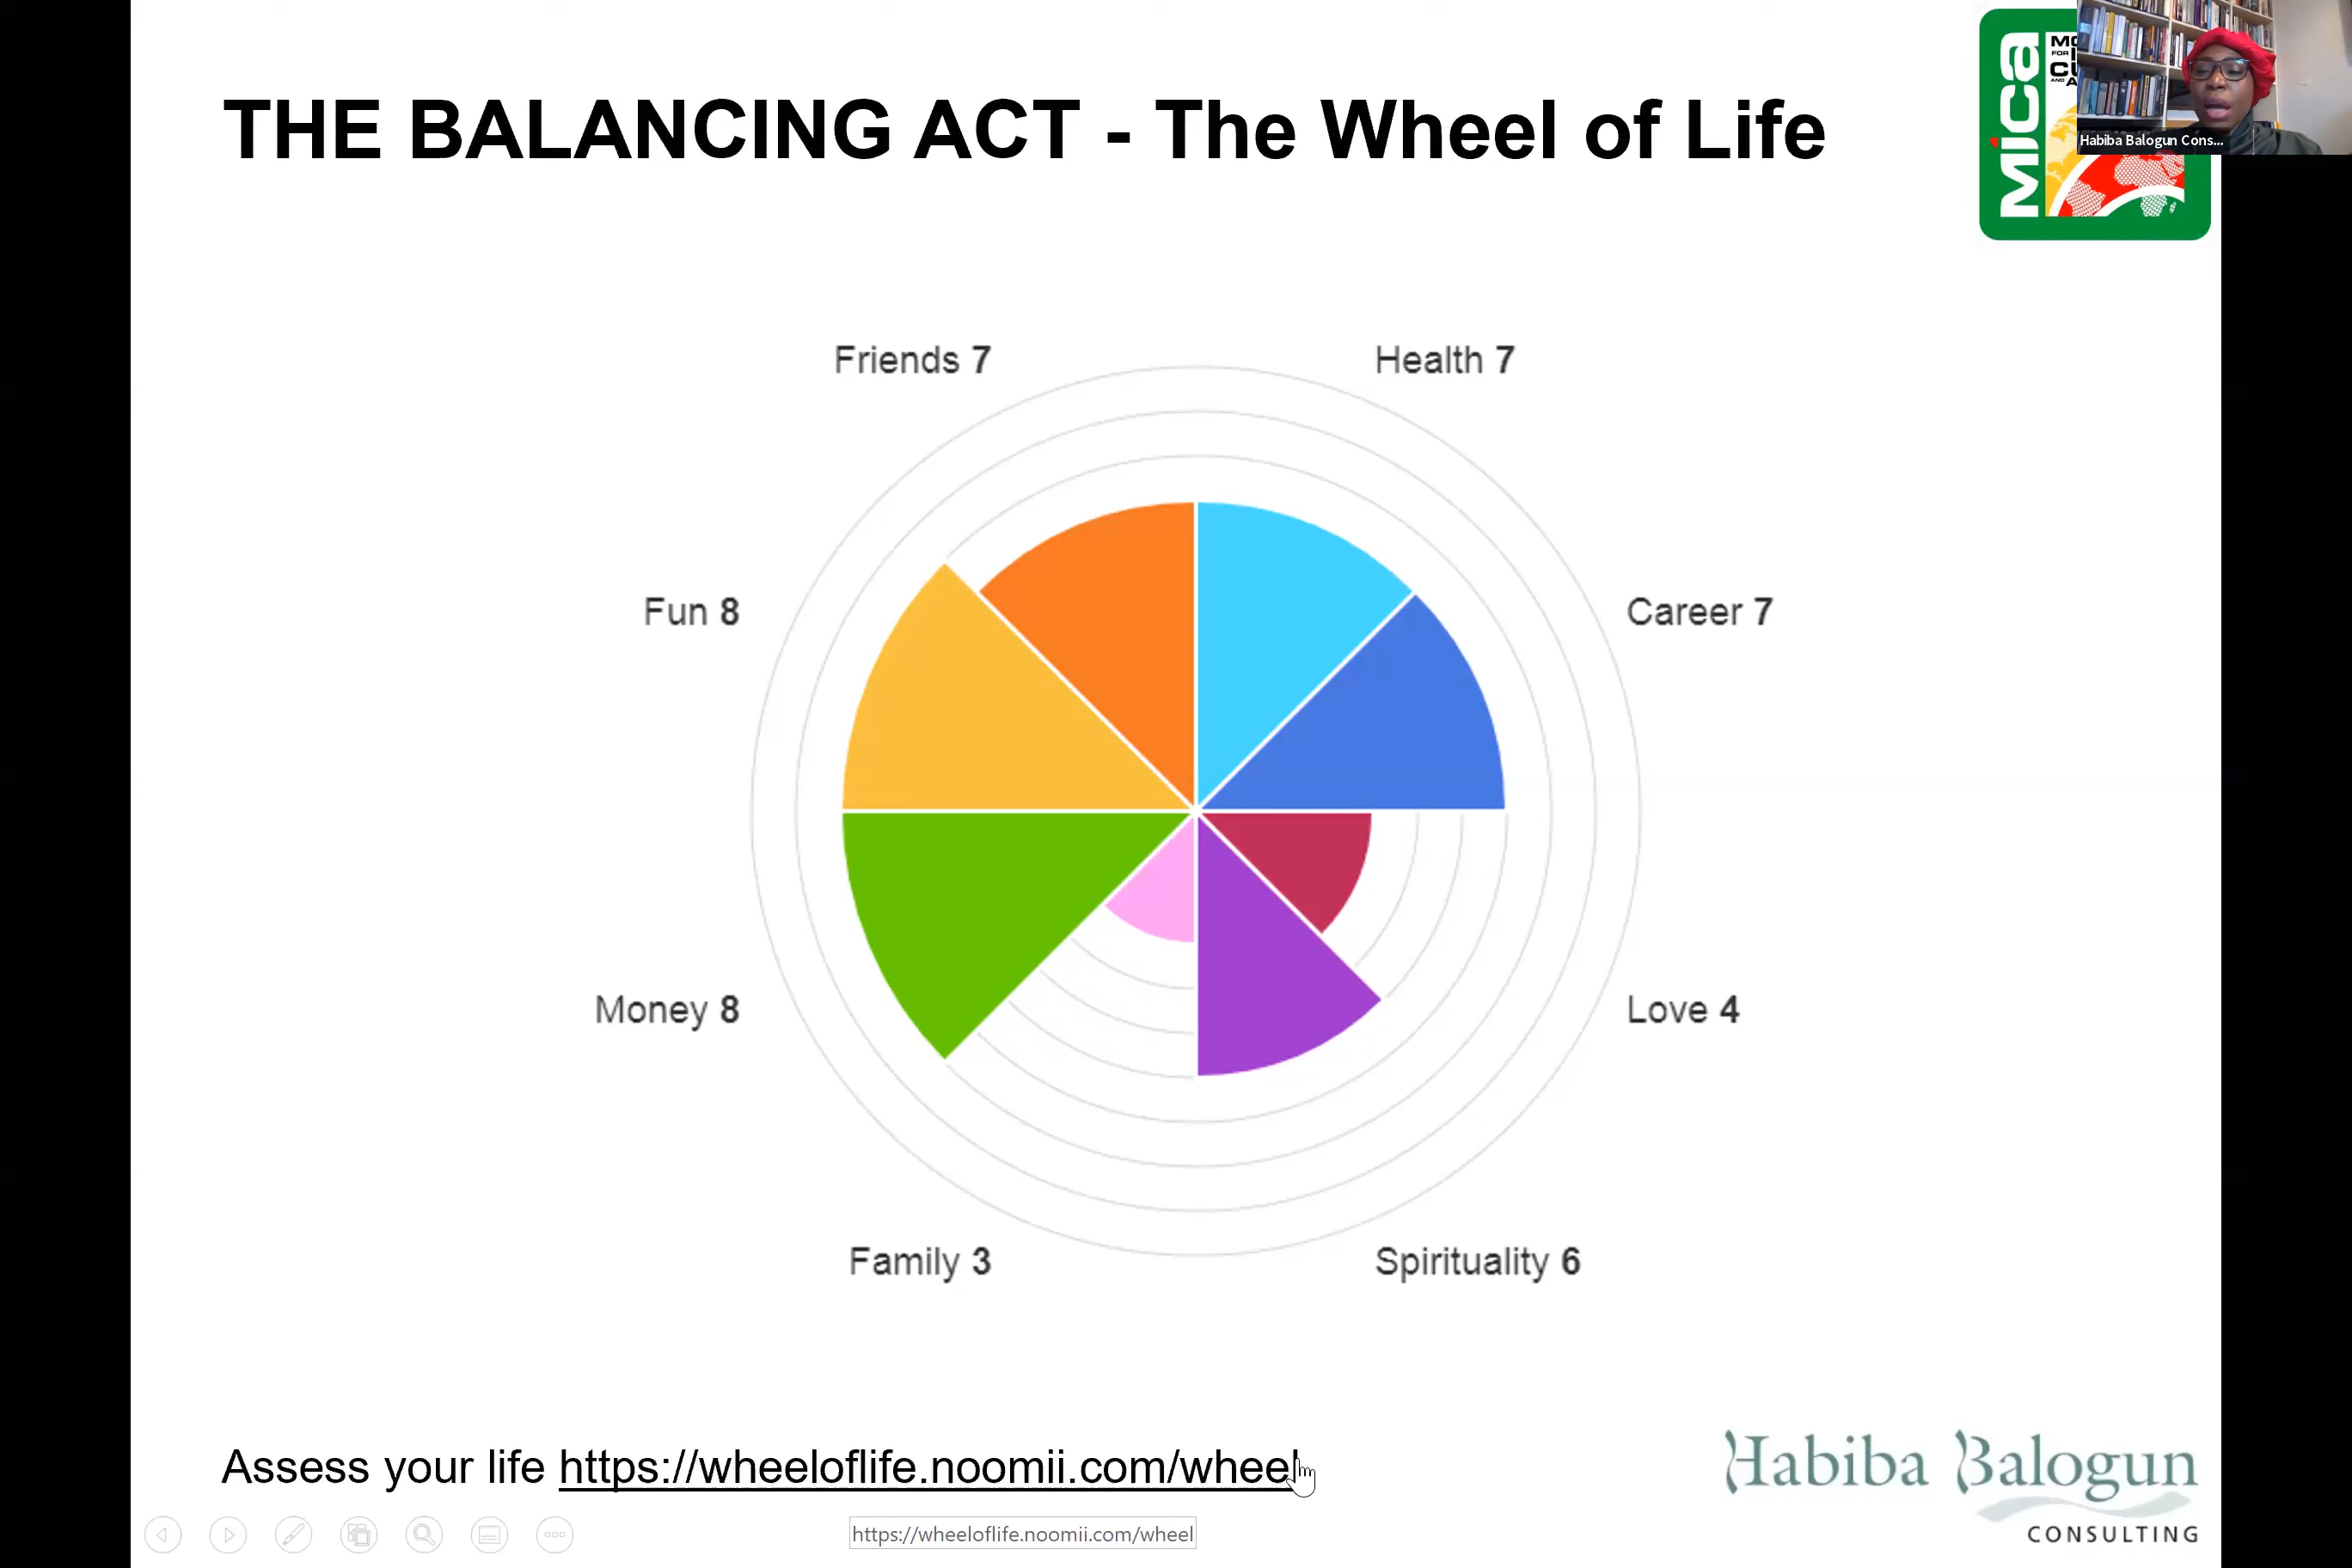 THE BALANCING ACT - The Wheel of Life
mica
FOR
AND
Habiba Balogun Cons...
Friends 7
Health 7
Fun 8
Career 7
Money 8
Love 4
Family 3
Spirituality 6
Assess your life https://wheeloflife.noomii.com/wheel
Habiba Balogun
CONSULTING
https://wheeloflife.noomii.com/wheel